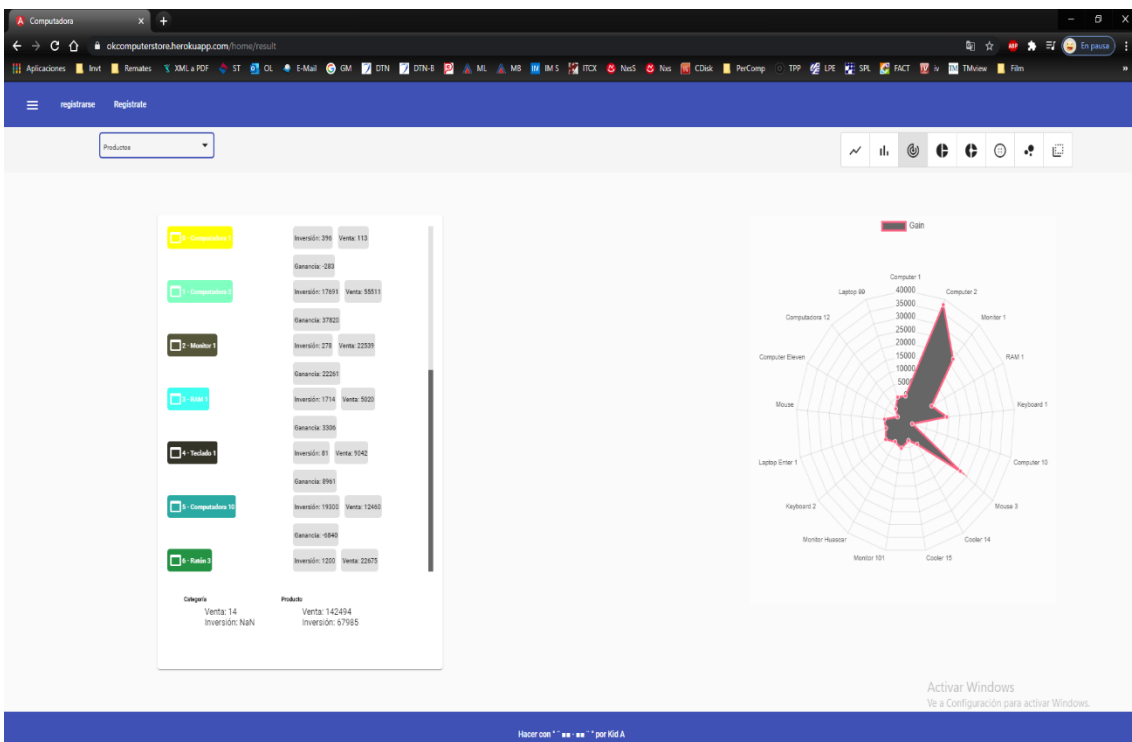 Computadora
okcomputerstore.herokuapp.com/home/result
En pausa
Aplicaciones Invt Remates XML a PDF ST OL E-Mail GM DTN DTN-B ML MB IM S ITCX NxsS Nxs CDisk PerComp TPP LPE SPL FACT iv TMview Film
registrarse Registrate
Productos
0 - Computadora 1 Inversión: 396 Venta: 113
Ganancia: -283
1 - Computadora 2 Inversión: 17691 Venta: 55511
Ganancia: 37820
2 - Monitor 1 Inversión: 278 Venta: 22539
Ganancia: 22261
3 - RAM 1 Inversión: 1714 Venta: 5020
Ganancia: 3306
4 - Teclado 1 Inversión: 81 Venta: 9042
Ganancia: 8961
5 - Computadora 10 Inversión: 19300 Venta: 12460
Ganancia: -6840
6 - Ratón 3 Inversión: 1200 Venta: 22675
Categoría Producto
Venta: 14 Venta: 142494
Inversión: NaN Inversión: 67985
Gain
Computer 1
Laptop 99 40000 Computer 2
35000
Computadora 12 30000 Monitor 1
25000
20000
Computer Eleven 15000 RAM 1
10000
5000
Mouse Keyboard 1
Laptop Enter 1 Computer 10
Keyboard 2 Mouse 3
Monitor Huascar Cooler 14
Monitor 101 Cooler 15
Activar Windows
Ve a Configuración para activar Windows.
Hacer con * ¨ ■■ - ■■ ¨ * por Kid A